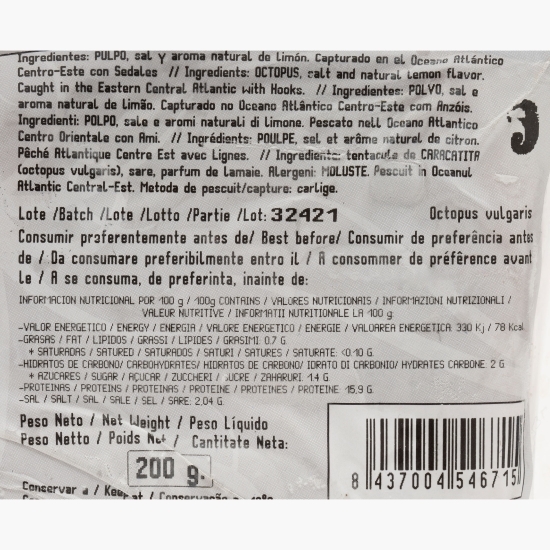 Ingredientes: PULPO, sal y aroma natural de limón. Capturado en el Oceano Atlántico
Centro-Este con Sedales // Ingredients: OCTOPUS, salt and natural lemon flavor.
Caught in the Eastern Central Atlantic with Hooks. // Ingredientes: POLVO, sal e
aroma natural de limão. Capturado no Oceano Atlântico Centro-Este com Anzóis.
Ingredienti: POLPO, sale e aromi naturali di limone. Pescato nell Oceano Atlantico
Centro Orientale con Ami. // Ingrédients: POULPE, sel et arôme naturel de citron.
Pêché Atlantique Centre Est avec Lignes. // Ingrediente: tentacule de CARACATITA
(octopus vulgaris), sare, parfum de lamaie. Alergeni: MOLUSTE. Pescuit in Oceanul
Atlantic Central-Est. Metoda de pescuit/capture: carlige.
Lote /Batch /Lote /Lotto /Partie /Lot: 32421 Octopus vulgaris
Consumir preferentemente antes de/ Best before/ Consumir de preferência antes
de / Da consumare preferibilmente entro il / A consommer de préférence avant
Le / A se consuma, de preferinta, inainte de:
INFORMACION NUTRICIONAL POR 100 g / 100g CONTAINS / VALORES NUTRICIONAIS / INFORMAZIONI NUTRIZIONALI /
VALEUR NUTRITIVE / INFORMATII NUTRITIONALE LA 100 g:
-VALOR ENERGETICO / ENERGY / ENERGIA / VALORE ENERGETICO / ENERGIE / VALOAREA ENERGETICA 330 Kj / 78 Kcal
-GRASAS / FAT / LIPIDOS / GRASSI / LIPIDES / GRASIMI: 0.7 G.
+ SATURADAS / SATURED / SATURADOS / SATURI / SATURES / SATURATE: <0.10 G.
-HIDRATOS DE CARBONO/ CARBOHYDRATES/ HIDRATOS DE CARBONO/ IDRATO DI CARBONIO/ HYDRATES CARBONE: 2 G.
+ AZUCARES / SUGAR / AÇUCAR / ZUCCHERI / SUCRE / ZAHARURI: 1.4 G.
-PROTEINAS / PROTEINS / PROTEINAS / PROTEINE / PROTEINES / PROTEINE: 15,9 G.
-SAL / SALT / SAL / SALE / SEL / SARE: 2.04 G.
Peso Neto / Net Weight / Peso Líquido
Peso Netto / Poids Net / Cantitate Neta:
200 g.
8 437004 546715
Conservar a / Keep at / Conservação a